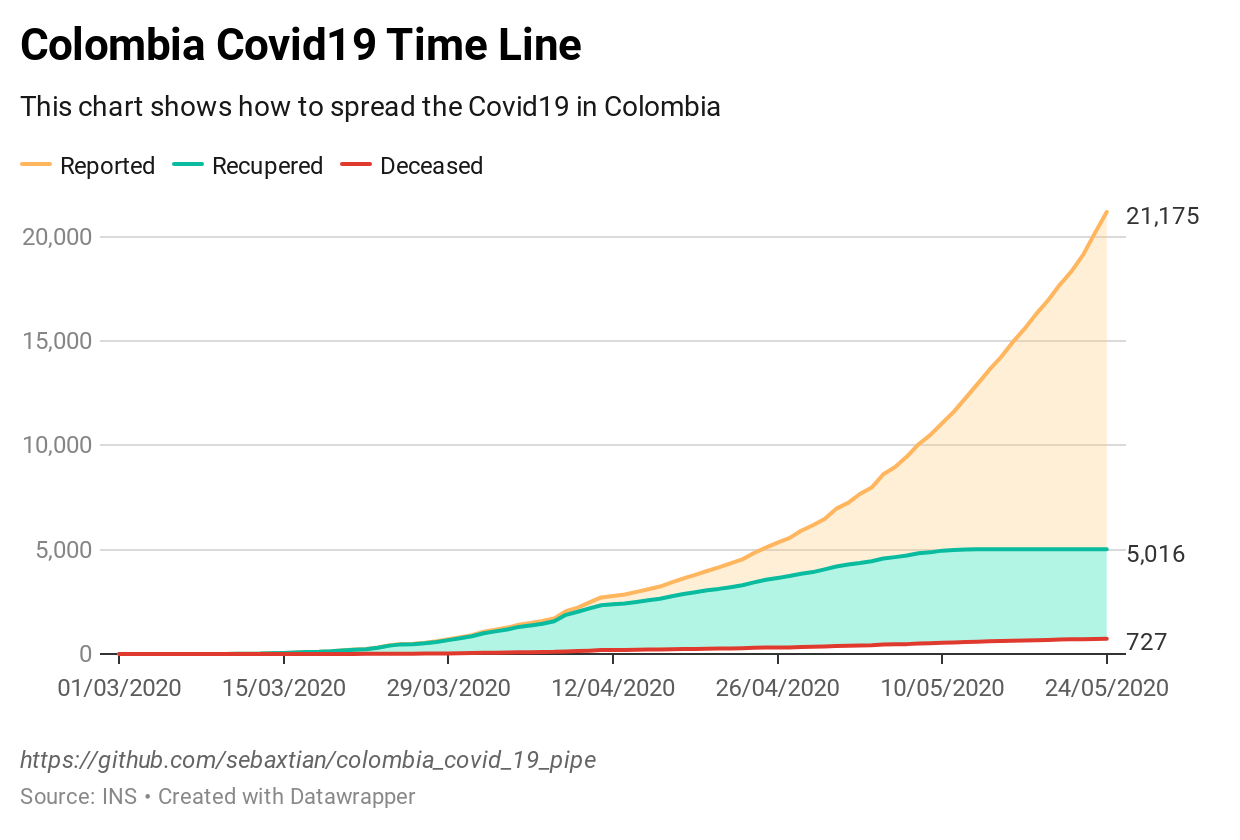 Colombia Covid19 Time Line
This chart shows how to spread the Covid19 in Colombia
Reported Recupered Deceased
21,175
20,000
15,000
10,000
5,000
5,016
727
0
01/03/2020 15/03/2020 29/03/2020 12/04/2020 26/04/2020 10/05/2020 24/05/2020
https://github.com/sebaxtian/colombia_covid_19_pipe
Source: INS • Created with Datawrapper